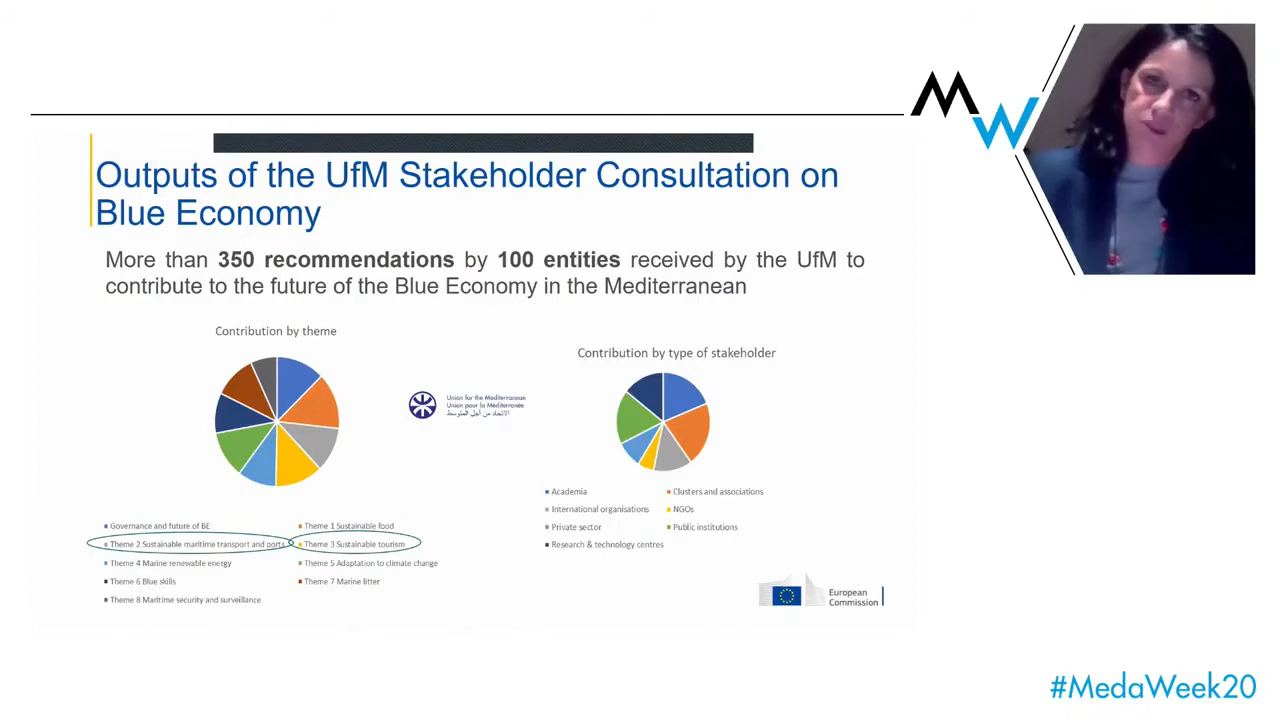 MW
Outputs of the UfM Stakeholder Consultation on
Blue Economy
More than 350 recommendations by 100 entities received by the UfM to
contribute to the future of the Blue Economy in the Mediterranean
Contribution by theme
Contribution by type of stakeholder
Union for the Mediterranean
Union pour la Méditerranée
الاتحاد من أجل المتوسط
Academia
Clusters and associations
International organisations
NGOs
Private sector
Public institutions
Research & technology centres
Governance and future of BE
Theme 1 Sustainable food
Theme 2 Sustainable maritime transport and ports
Theme 3 Sustainable tourism
Theme 4 Marine renewable energy
Theme 5 Adaptation to climate change
Theme 6 Blue skills
Theme 7 Marine litter
Theme 8 Maritime security and surveillance
European
Commission
#MedaWeek20